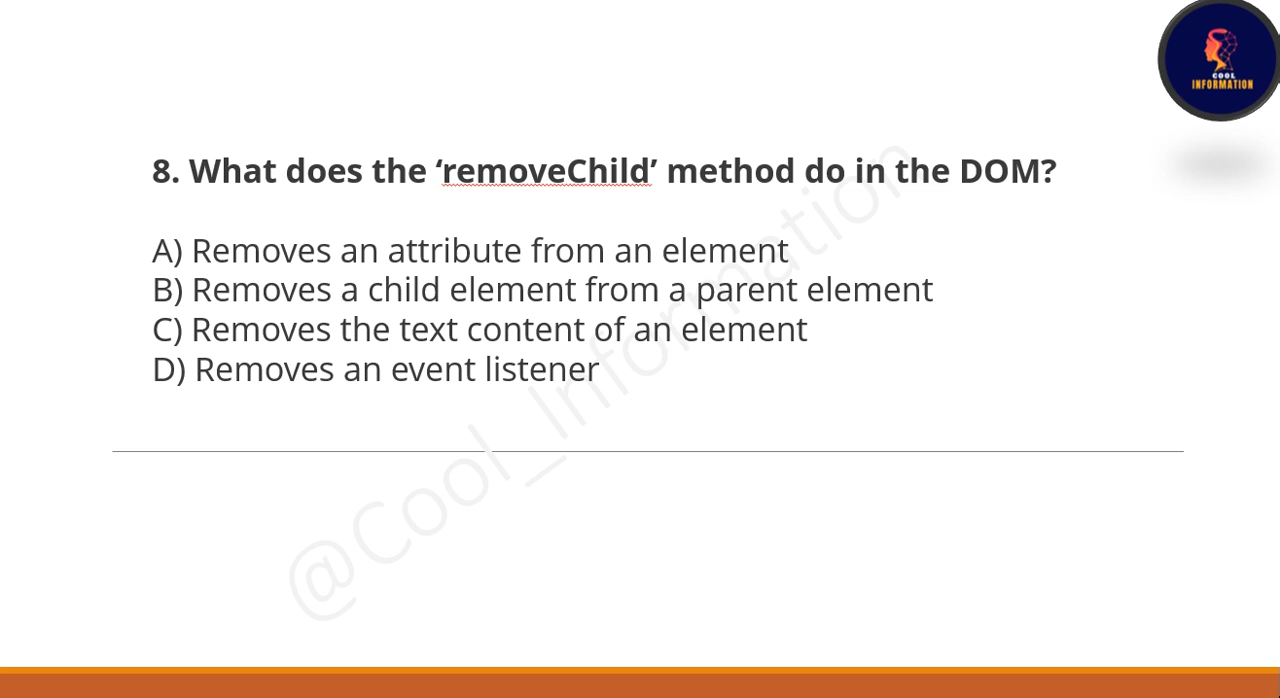 COOL
INFORMATION
8. What does the ‘removeChild’ method do in the DOM?
A) Removes an attribute from an element
B) Removes a child element from a parent element
C) Removes the text content of an element
D) Removes an event listener
@Cool_Information